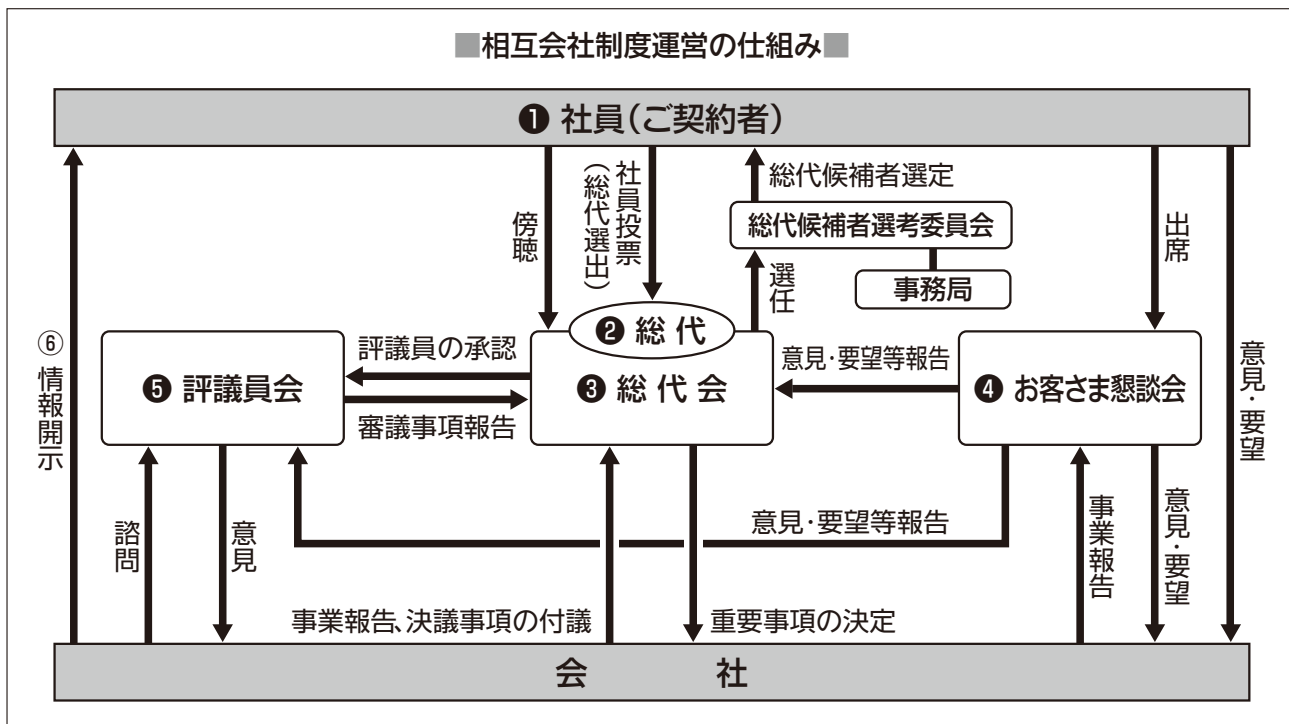 ■相互会社制度運営の仕組み■
❶ 社員(ご契約者)
傍聴
社員投票
(総代選出)
総代候補者選定
総代候補者選考委員会
事務局
選任
出席
意見・要望
⑥情報開示
❷ 総代
❸ 総代会
評議員の承認
❺ 評議員会
審議事項報告
意見・要望等報告
❹ お客さま懇談会
諮問
意見
意見・要望等報告
事業報告
意見・要望
事業報告、決議事項の付議
重要事項の決定
会社